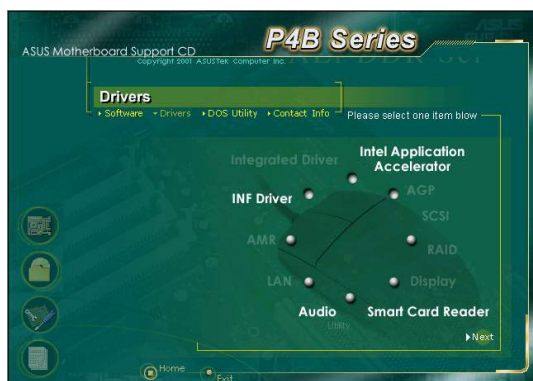 P4B Series
ASUS Motherboard Support CD
Copyright 2001 ASUSTek Computer Inc.
Drivers
Software Drivers DOS Utility Contact Info
Please select one item blow
Integrated Driver
Intel Application
Accelerator
INF Driver
AGP
SCSI
AMR
RAID
LAN
Display
Audio
Smart Card Reader
Utility
Next
Home
Exit